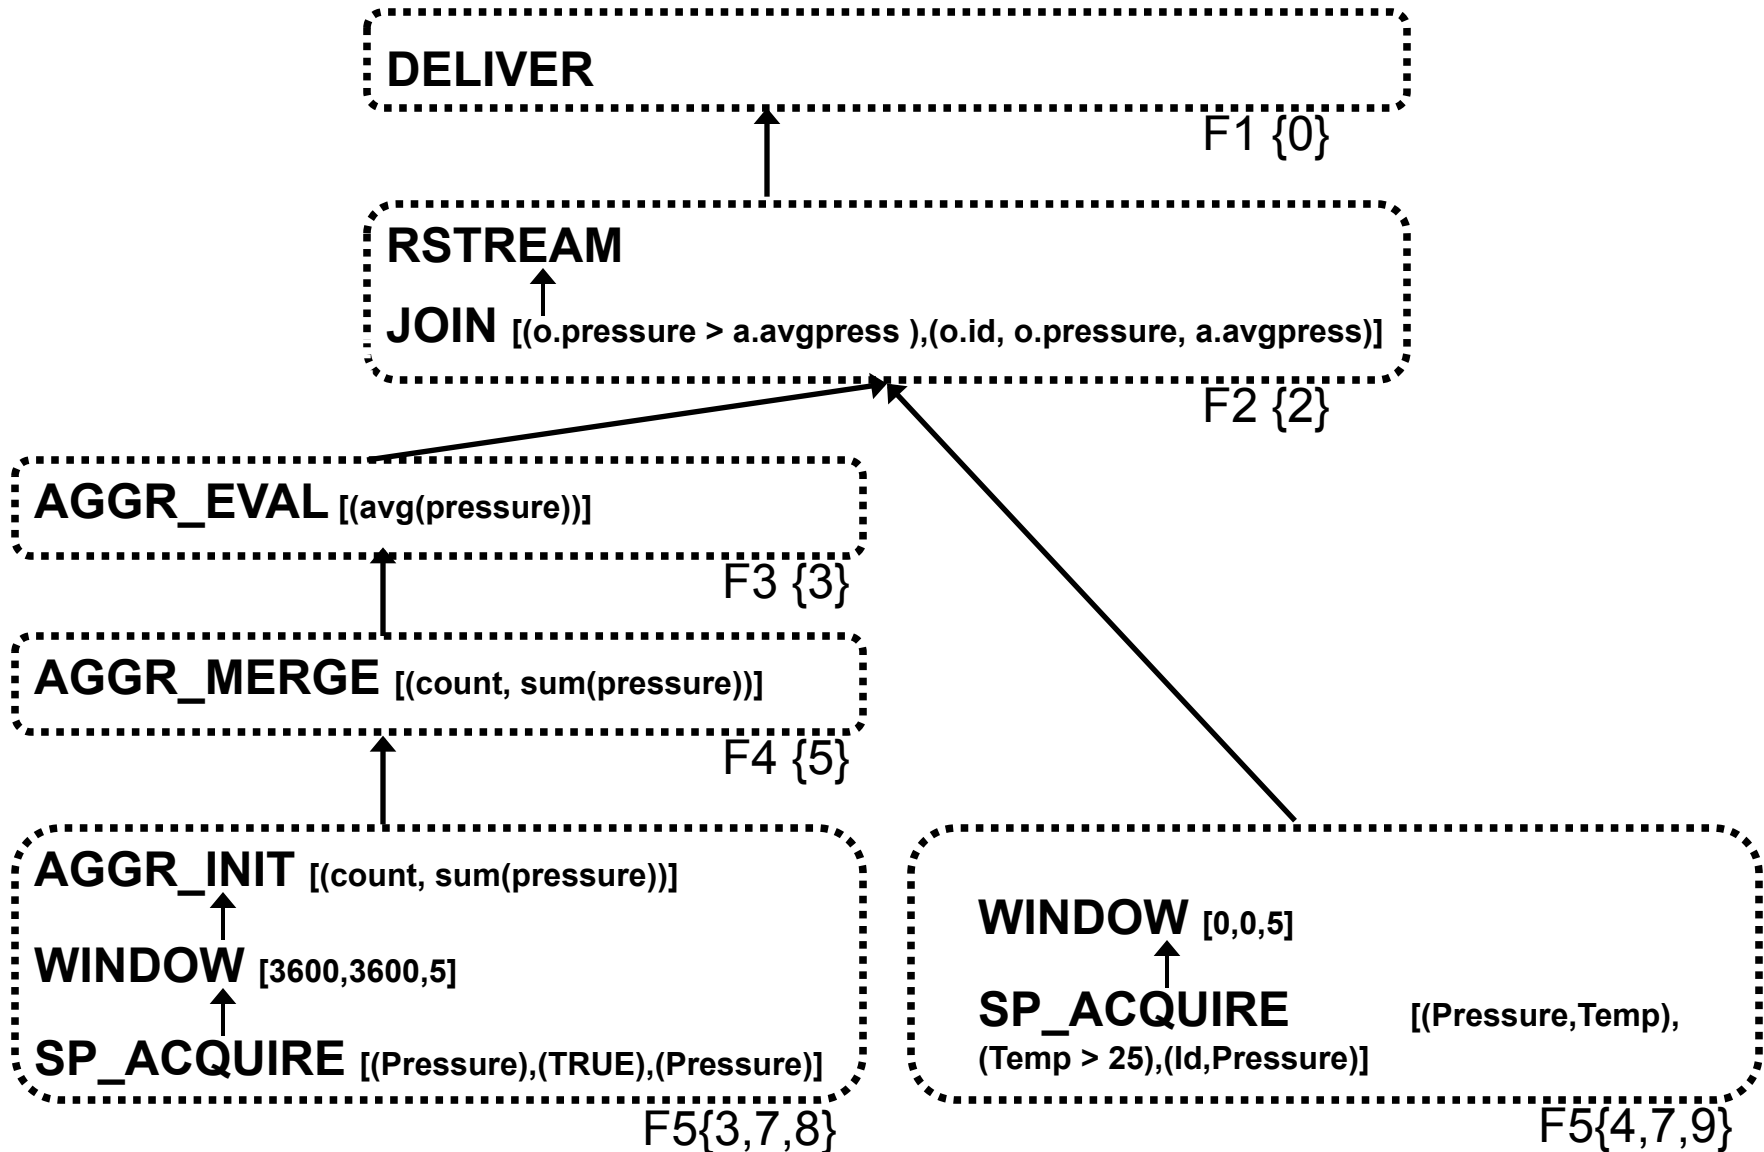 DELIVER
F1 {0}
RSTREAM
JOIN [(o.pressure > a.avgpress ),(o.id, o.pressure, a.avgpress)]
F2 {2}
AGGR_EVAL [(avg(pressure))]
F3 {3}
AGGR_MERGE [(count, sum(pressure))]
F4 {5}
AGGR_INIT [(count, sum(pressure))]
WINDOW [3600,3600,5]
SP_ACQUIRE [(Pressure),(TRUE),(Pressure)]
F5{3,7,8}
WINDOW [0,0,5]
SP_ACQUIRE [(Pressure,Temp),
(Temp > 25),(Id,Pressure)]
F5{4,7,9}